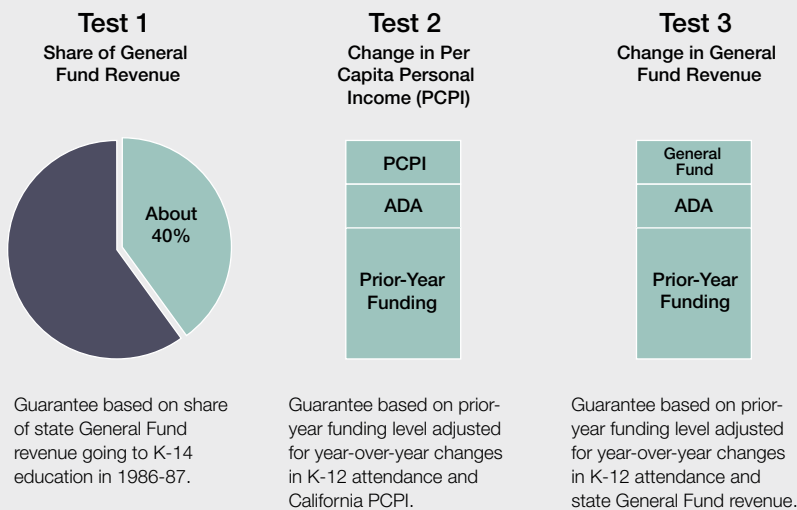 Test 1
Share of General
Fund Revenue
About
40%
Guarantee based on share
of state General Fund
revenue going to K-14
education in 1986-87.
Test 2
Change in Per
Capita Personal
Income (PCPI)
PCPI
ADA
Prior-Year
Funding
Guarantee based on prior-
year funding level adjusted
for year-over-year changes
in K-12 attendance and
California PCPI.
Test 3
Change in General
Fund Revenue
General
Fund
ADA
Prior-Year
Funding
Guarantee based on prior-
year funding level adjusted
for year-over-year changes
in K-12 attendance and
state General Fund revenue.